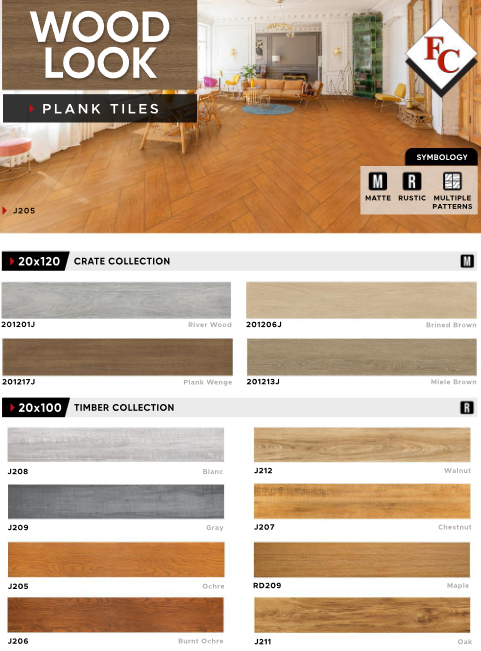 WOOD
LOOK
PLANK TILES
FC
SYMBOLOGY
M R
MATTE RUSTIC MULTIPLE
PATTERNS
J205
20x120 CRATE COLLECTION M
201201J River Wood
201206J Brined Brown
201217J Plank Wenge
201213J Miele Brown
20x100 TIMBER COLLECTION R
J208 Blanc
J212 Walnut
J209 Gray
J207 Chestnut
J205 Ochre
RD209 Maple
J206 Burnt Ochre
J211 Oak